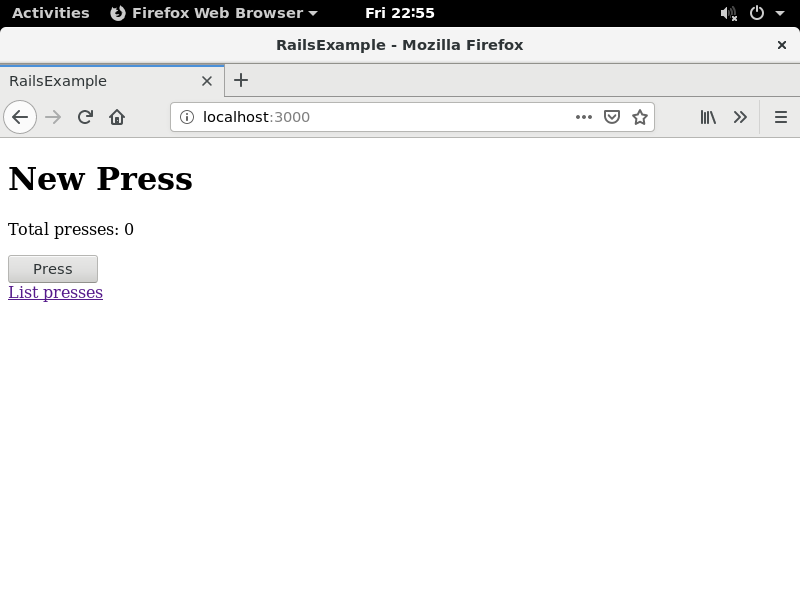 Activities Firefox Web Browser Fri 22:55
RailsExample - Mozilla Firefox
RailsExample
localhost:3000
New Press
Total presses: 0
Press
List presses